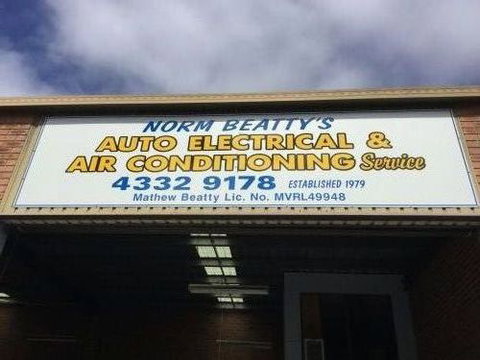 NORM BEATTY'S
AUTO ELECTRICAL &
AIR CONDITIONING Service
4332 9178 ESTABLISHED 1979
Mathew Beatty Lic. No. MVRL49948